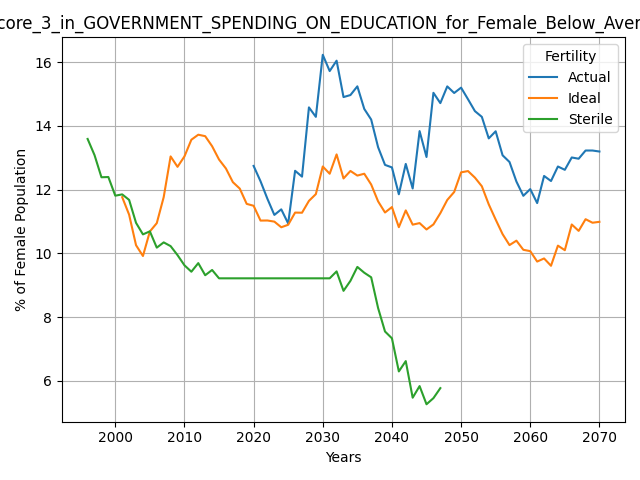 core_3_in_GOVERNMENT_SPENDING_ON_EDUCATION_for_Female_Below_Aver
Fertility
Actual
Ideal
Sterile
% of Female Population
16
14
12
10
8
6
2000 2010 2020 2030 2040 2050 2060 2070
Years